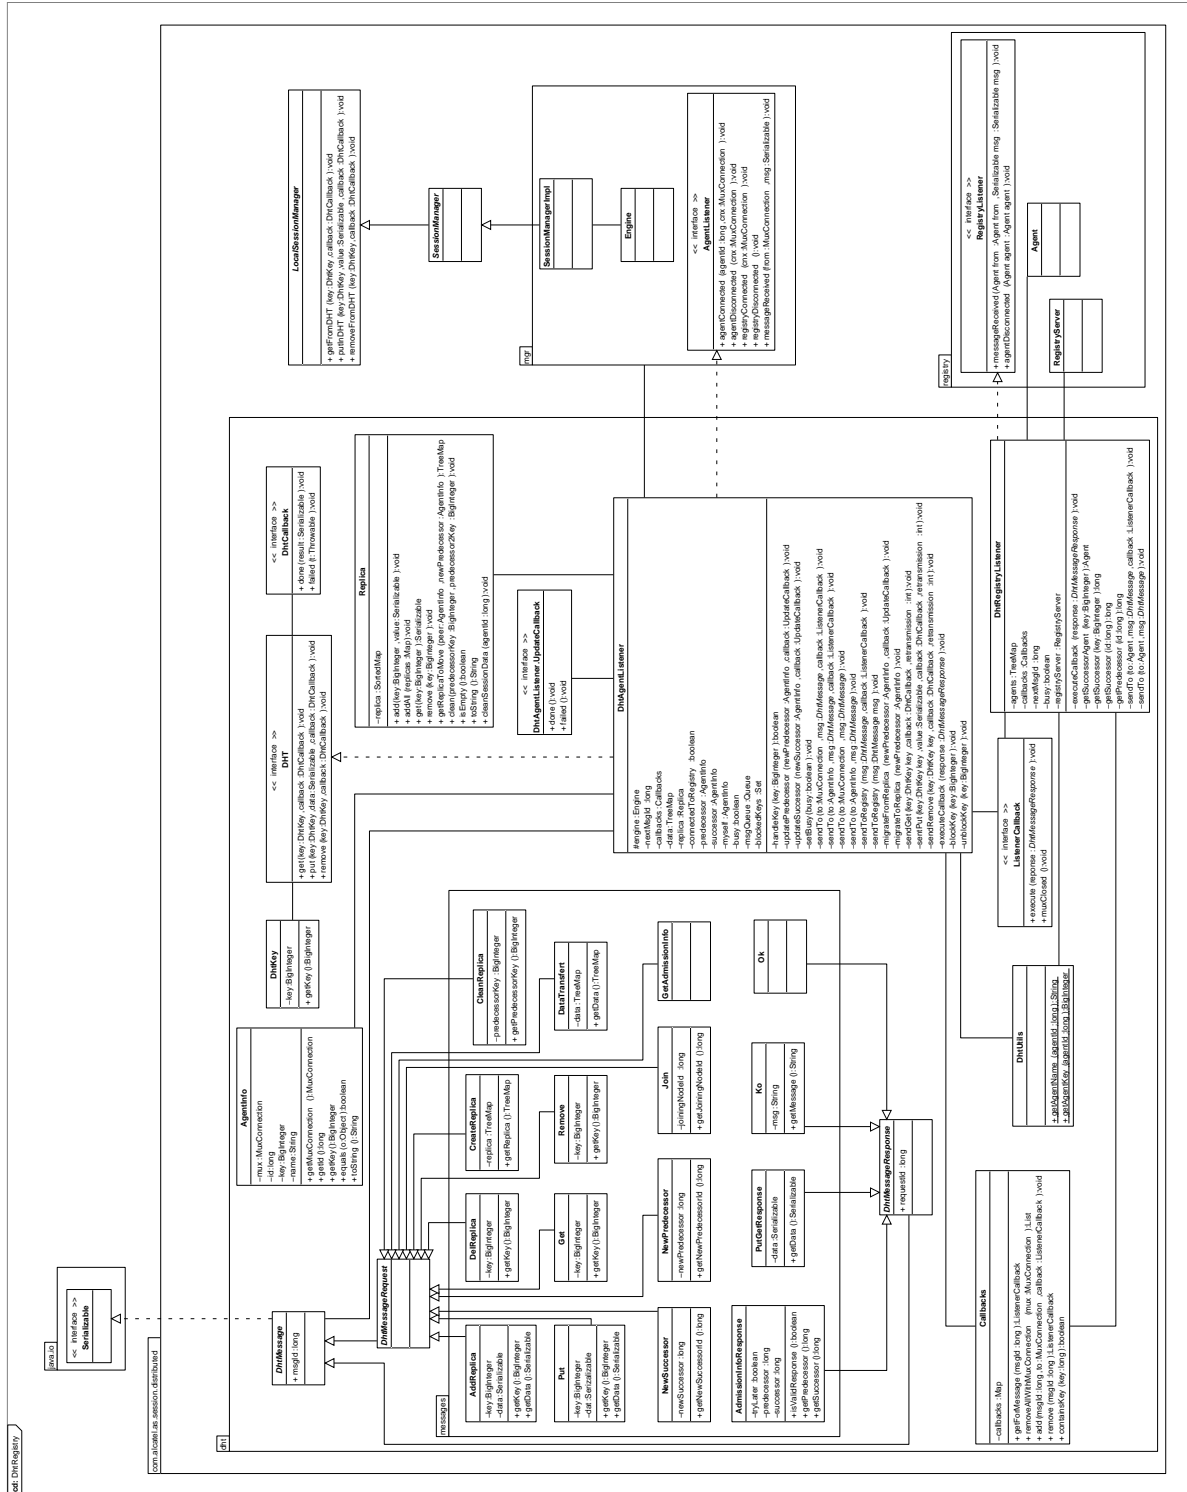 cd: DhtRegistry
java.io
<< interface >>
Serializable
com.alcatel.as.session.distributed
dht
DhtMessage
+ msgId :long
AgentInfo
-mux :MuxConnection
-id:long
-key:BigInteger
-name:String
+getMuxConnection ():MuxConnection
+getId ():long
+getKey ():BigInteger
+equals (o:Object ):boolean
+toString ():String
DhtKey
-key:BigInteger
+ getKey ():BigInteger
<< interface >>
DHT
+ get(key:DhtKey ,callback :DhtCallback ):void
+ put(key:DhtKey ,data:Serializable ,callback :DhtCallback ):void
+ remove (key:DhtKey ,callback :DhtCallback ):void
<< interface >>
DhtCallback
+ done (result :Serializable ):void
+ failed (t:Throwable ):void
LocalSessionManager
+ getFromDHT (key:DhtKey ,callback :DhtCallback ):void
+ putInDHT (key:DhtKey ,value:Serializable ,callback :DhtCallback ):void
+ removeFromDHT (key:DhtKey,callback :DhtCallback ):void
SessionManager
mgr
SessionManagerImpl
Engine
<< interface >>
AgentListener
+ agentConnected (agentId :long ,cnx :MuxConnection ):void
+ agentDisconnected (cnx :MuxConnection ):void
+ registryConnected (cnx :MuxConnection ):void
+ registryDisconnected ():void
+ messageReceived (from :MuxConnection ,msg :Serializable ):void
Replica
-replica :SortedMap
+ add (key:BigInteger ,value:Serializable ):void
+ addAll (replicas :Map):void
+ get(key:BigInteger ):Serializable
+ remove (key:BigInteger ):void
+ getReplicaToMove (peer:AgentInfo ,newPredecessor :AgentInfo ):TreeMap
+ clean (predecessorKey :BigInteger ,predecessor2Key :BigInteger ):void
+ isEmpty ():boolean
+ toString ():String
+ cleanSessionData (agentId :long ):void
<< interface >>
DhtAgentListener.UpdateCallback
+ done ():void
+ failed ():void
DhtAgentListener
#engine :Engine
-nextMsgId :long
-callbacks :Callbacks
-data:TreeMap
-replica :Replica
-connectedToRegistry :boolean
-predecessor :AgentInfo
-successor :AgentInfo
-myself :AgentInfo
-busy:boolean
-msgQueue :Queue
-blockedKeys :Set
-handleKey (key:BigInteger ):boolean
-updatePredecessor (newPredecessor :AgentInfo ,callback :UpdateCallback ):void
-updateSuccessor (newSuccessor :AgentInfo ,callback :UpdateCallback ):void
-setBusy (busy:boolean ):void
-sendTo (to:MuxConnection ,msg :DhtMessage ,callback :ListenerCallback ):void
-sendTo (to:AgentInfo ,msg :DhtMessage ,callback :ListenerCallback ):void
-sendTo (to:MuxConnection ,msg :DhtMessage ):void
-sendTo (to:AgentInfo ,msg :DhtMessage ):void
-sendToRegistry (msg :DhtMessage ,callback :ListenerCallback ):void
-sendToRegistry (msg :DhtMessage msg ):void
-migrateFromReplica (newPredecessor :AgentInfo ,callback :UpdateCallback ):void
-migrateToReplica (newPredecessor :AgentInfo ):void
-sendGet (key:DhtKey key ,callback :DhtCallback ,retransmission :int ):void
-sentPut (key:DhtKey key ,value:Serializable ,callback :DhtCallback ,retransmission :int ):void
-sendRemove (key:DhtKey key ,callback :DhtCallback ,retransmission :int ):void
-executeCallback (response :DhtMessageResponse ):void
-blockKey (key:BigInteger ):void
-unblockKey (key:BigInterger ):void
messages
DhtMessageRequest
AddReplica
-key:BigInteger
-data:Serializable
+getKey ():BigInteger
+getData ():Serializable
DelReplica
-key:BigInteger
+ getKey ():BigInteger
CreateReplica
-replica :TreeMap
+ getReplica ():TreeMap
CleanReplica
-predecessorKey :BigInteger
+ getPredecessorKey ():BigInteger
Put
-key:BigInteger
-dat:Serizalizable
+getKey ():BigInteger
+getData ():Serializable
Get
-key:BigInteger
+ getKey ():BigInteger
Remove
-key:BigInteger
+ getKey ():BigInteger
DataTransfert
-data :TreeMap
+ getData ():TreeMap
NewSuccessor
-newSuccessor :long
+getNewSuccessorId ():long
NewPredecessor
-newPredecessor :long
+getNewPredecessorId ():long
Join
-joiningNodeId :long
+getJoiningNodeId ():long
GetAdmissionInfo
AdmissionInfoResponse
-tryLater :boolean
-predecessor :long
-successor :long
+ isValidResponse ():boolean
+ getPredecessor ():long
+ getSuccessor ():long
PutGetResponse
-data :Serializable
+ getData ():Serializable
Ko
-msg :String
+ getMessage ():String
Ok
DhtMessageResponse
+ requestId :long
Callbacks
-callbacks :Map
+ getForMessage (msgId :long ):ListenerCallback
+ removeAllWithMuxConnection (mux :MuxConnection ):List
+ add (msgId :long ,to:MuxConnection ,callback :ListenerCallback ):void
+ remove (msgId :long ):ListenerCallback
+ containsKey (key:long ):boolean
DhtUtils
+ getAgentName (agentId :long ):String
+ getAgentKey (agentId :long ):BigInteger
<< interface >>
ListenerCallback
+ execute (reponse :DhtMessageResponse ):void
+ muxClosed ():void
DhtRegistryListener
-agents :TreeMap
-callbacks :Callbacks
-nextMsgId :long
-busy:boolean
-registryServer :RegistryServer
-executeCallback (response :DhtMessageResponse ):void
-getSuccessorAgent (key:BigInteger ):Agent
-getSuccessor (key:BigInteger ):long
-getSuccessor (id:long ):long
-getPredecessor (id:long ):long
-sendTo (to:Agent ,msg :DhtMessage ,callback :ListenerCallback ):void
-sendTo (to:Agent ,msg :DhtMessage ):void
registry
<< interface >>
RegistryListener
+ messageReceived (Agent from :Agent from ,Serializable msg :Serializable msg ):void
+ agentDisconnected (Agent agent :Agent agent ):void
Agent
RegistryServer